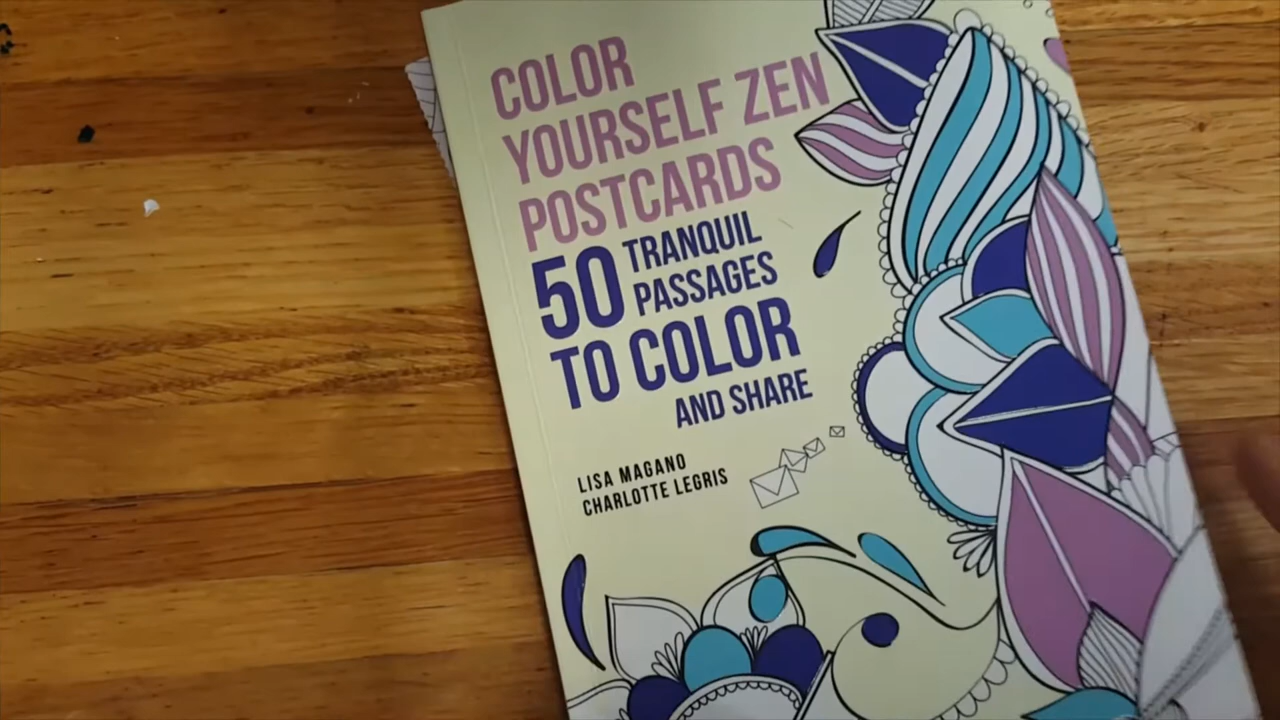 COLOR
YOURSELF ZEN
POSTCARDS
50 TRANQUIL
PASSAGES
TO COLOR
AND SHARE
LISA MAGANO
CHARLOTTE LEGRIS